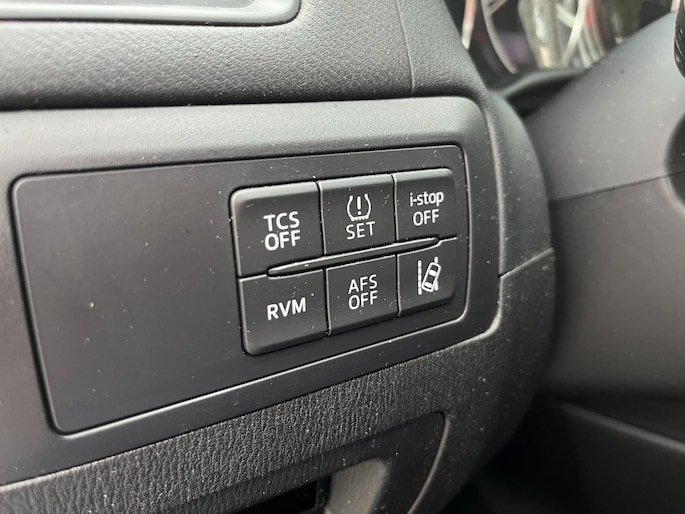 TCS
OFF
SET
i-stop
OFF
RVM
AFS
OFF